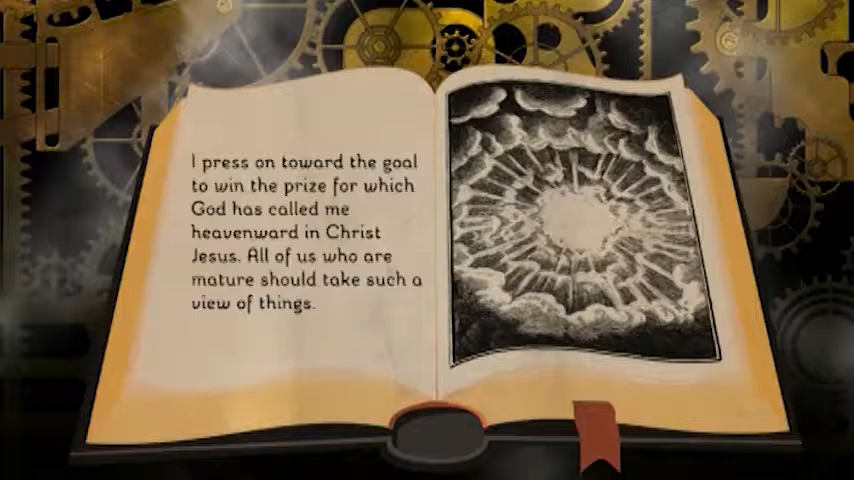 I press on toward the goal
to win the prize for which
God has called me
heavenward in Christ
Jesus. All of us who are
mature should take such a
view of things.